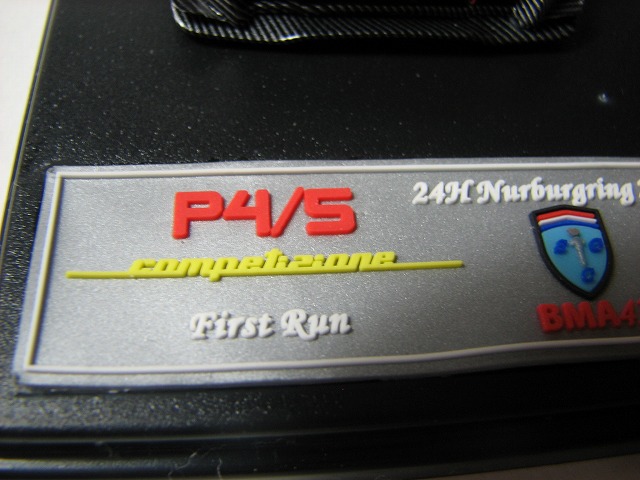 P4/5
competizione
First Run
24H Nurburgring
BMA4